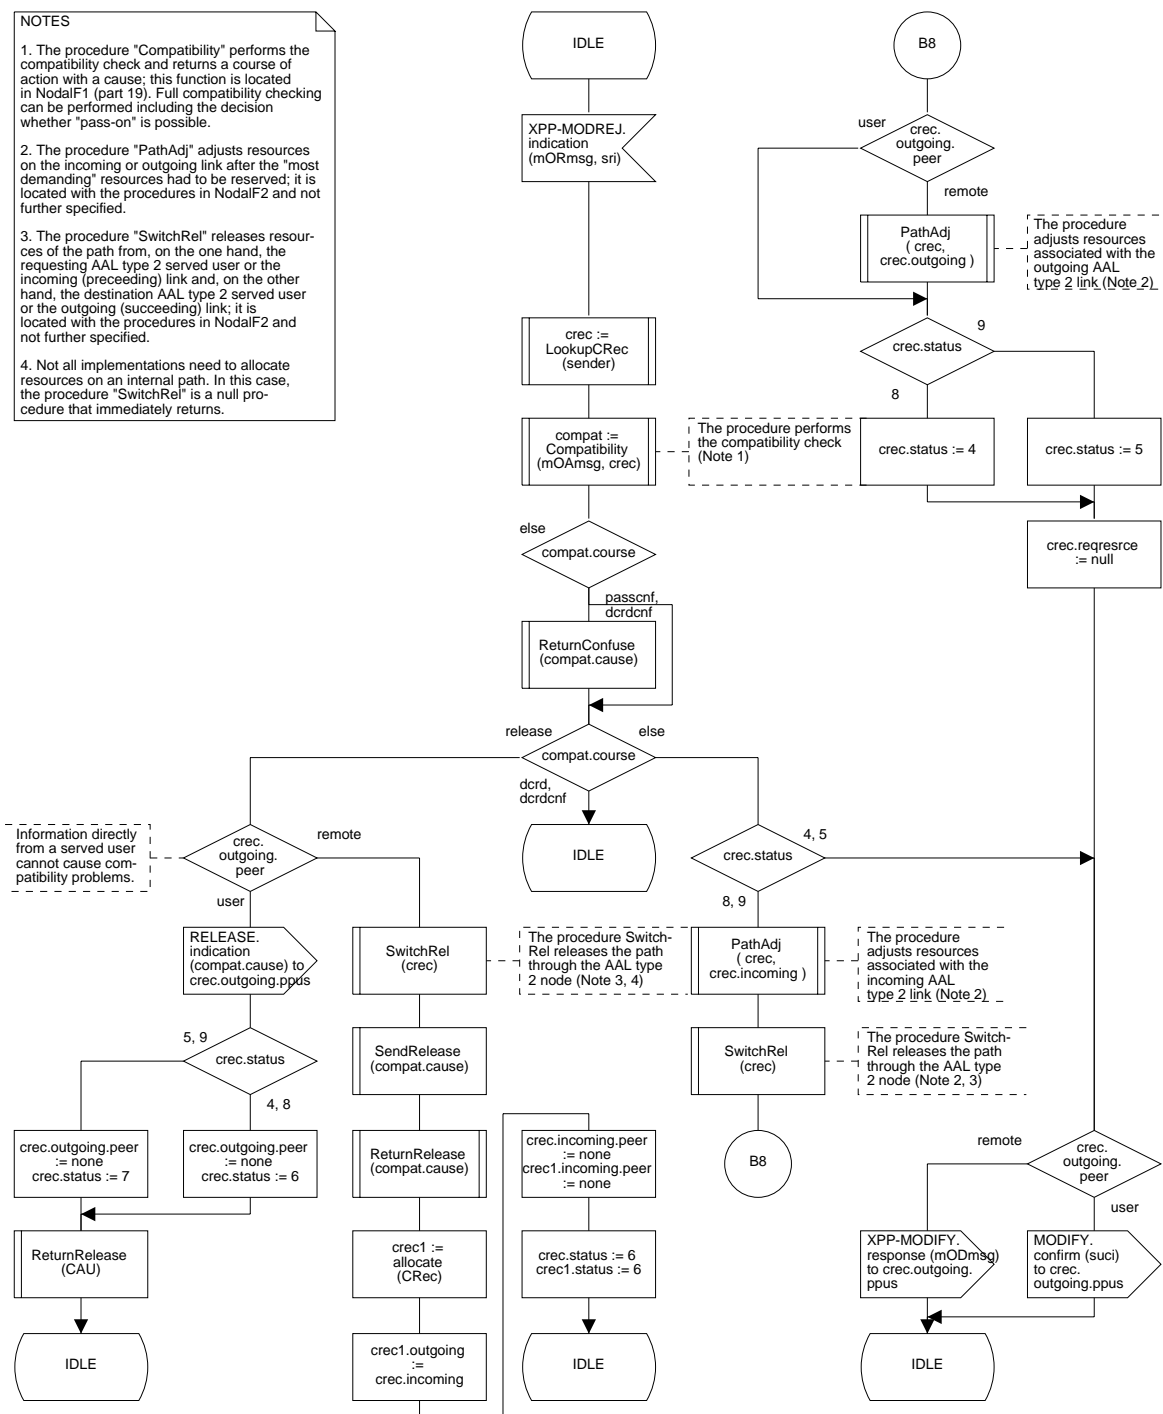 NOTES
1. The procedure "Compatibility" performs the
compatibility check and returns a course of
action with a cause; this function is located
in NodalF1 (part 19). Full compatibility checking
can be performed including the decision
whether "pass-on" is possible.
2. The procedure "PathAdj" adjusts resources
on the incoming or outgoing link after the "most
demanding" resources had to be reserved; it is
located with the procedures in NodalF2 and not
further specified.
3. The procedure "SwitchRel" releases resour-
ces of the path from, on the one hand, the
requesting AAL type 2 served user or the
incoming (preceeding) link and, on the other
hand, the destination AAL type 2 served user
or the outgoing (succeeding) link; it is
located with the procedures in NodalF2 and
not further specified.
4. Not all implementations need to allocate
resources on an internal path. In this case,
the procedure "SwitchRel" is a null pro-
cedure that immediately returns.
IDLE
XPP-MODREJ.
indication
(mORmsg, sri)
crec :=
LookupCRec
(sender)
compat :=
Compatibility
(mOAmsg, crec)
The procedure performs
the compatibility check
(Note 1)
else
compat.course
passcnf,
dcrdcnf
ReturnConfuse
(compat.cause)
release
else
compat.course
dcrd,
dcrdcnf
IDLE
B8
user
crec.
outgoing.
peer
remote
PathAdj
( crec,
crec.outgoing )
The procedure
adjusts resources
associated with the
outgoing AAL
type 2 link (Note 2)
9
crec.status
8
crec.status := 4
crec.status := 5
crec.reqresrce
:= null
Information directly
from a served user
cannot cause com-
patibility problems.
crec.
outgoing.
peer
remote
user
RELEASE.
indication
(compat.cause) to
crec.outgoing.ppus
5, 9
crec.status
4, 8
crec.outgoing.peer
:= none
crec.status := 7
crec.outgoing.peer
:= none
crec.status := 6
ReturnRelease
(CAU)
IDLE
SwitchRel
(crec)
The procedure Switch-
Rel releases the path
through the AAL type
2 node (Note 3, 4)
SendRelease
(compat.cause)
ReturnRelease
(compat.cause)
crec1 :=
allocate
(CRec)
crec1.outgoing
:=
crec.incoming
crec.incoming.peer
:= none
crec1.incoming.peer
:= none
crec.status := 6
crec1.status := 6
IDLE
4, 5
crec.status
8, 9
PathAdj
( crec,
crec.incoming )
The procedure
adjusts resources
associated with the
incoming AAL
type 2 link (Note 2)
SwitchRel
(crec)
The procedure Switch-
Rel releases the path
through the AAL type
2 node (Note 2, 3)
B8
remote
crec.
outgoing.
peer
user
XPP-MODIFY.
response (mODmsg)
to crec.outgoing.
ppus
MODIFY.
confirm (suci)
to crec.
outgoing.ppus
IDLE